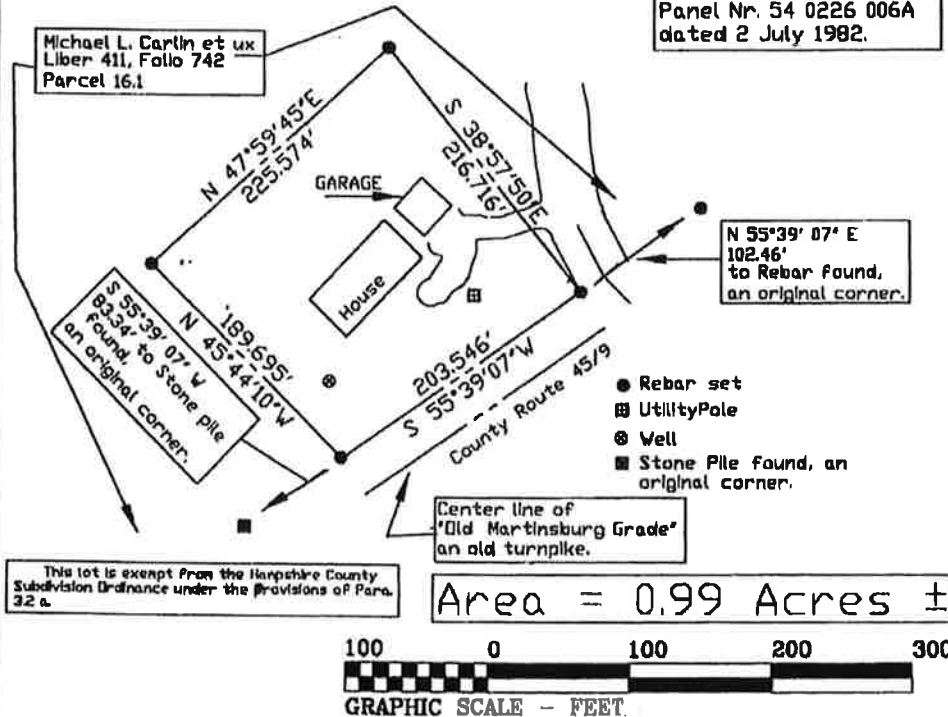 Panel Nr. 54 0226 006A
dated 2 July 1982.
Michael L. Carlin et ux
Liber 411, Folio 742
Parcel 16.1
N 47°59'45"E
225.574'
S 38°57'50"E
216.716'
GARAGE
House
N 55°39' 07" E
102.46'
to Rebar found,
an original corner.
S 55°39' 07" W
83.34' to Stone pile
found,
an original corner.
189.695'
N 45°44'10"W
203.546'
S 55°39'07"W
County Route 45/9
Rebar set
UtilityPole
Well
Stone Pile found, an
original corner.
Center line of
"Old Martinsburg Grade"
an old turnpike.
This lot is exempt from the Hampshire County
Subdivision Ordinance under the Provisions of Para.
3.2 a.
Area = 0.99 Acres ±
100 0 100 200 300
GRAPHIC SCALE - FEET.